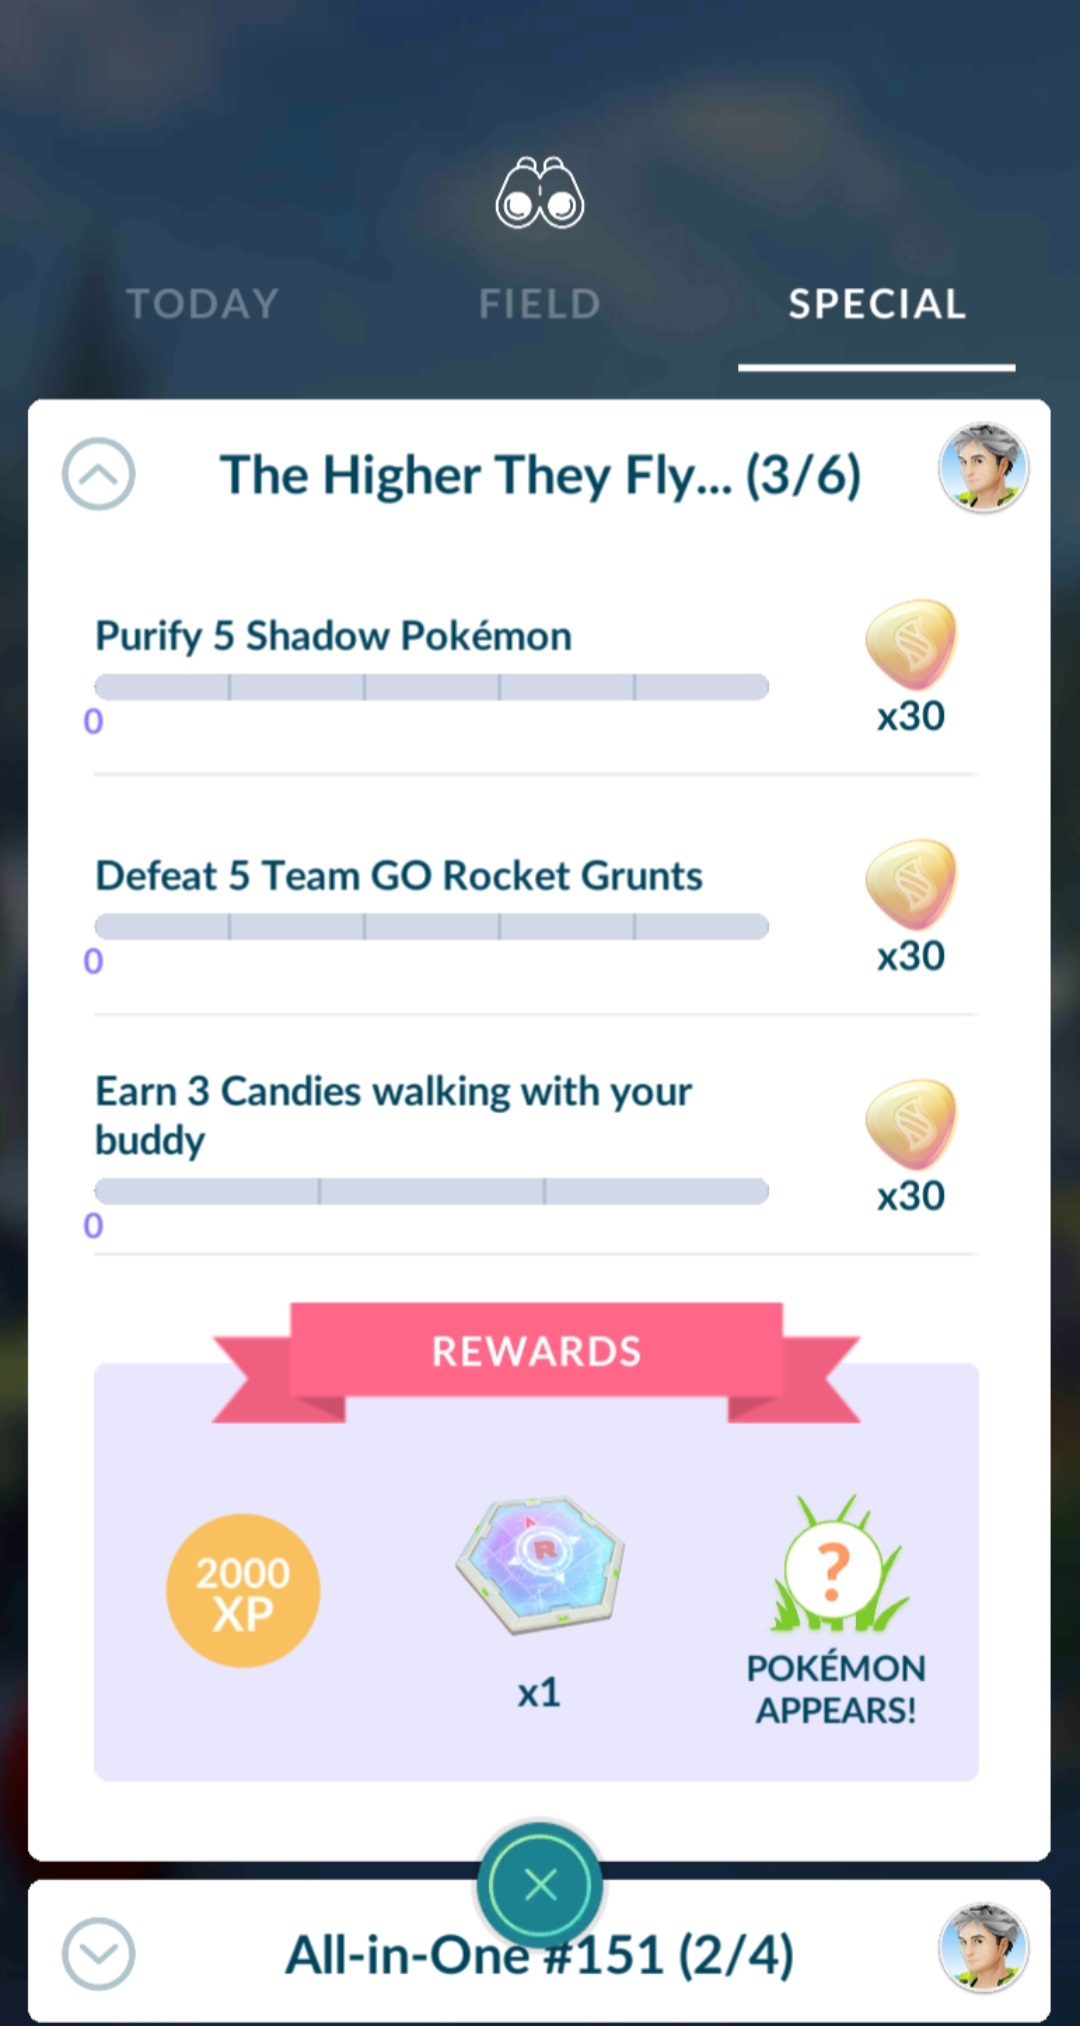 TODAY FIELD SPECIAL
The Higher They Fly... (3/6)
Purify 5 Shadow Pokémon
0
x30
Defeat 5 Team GO Rocket Grunts
0
x30
Earn 3 Candies walking with your
buddy
0
x30
REWARDS
2000
XP
R
x1
?
POKÉMON
APPEARS!
All-in-One #151 (2/4)